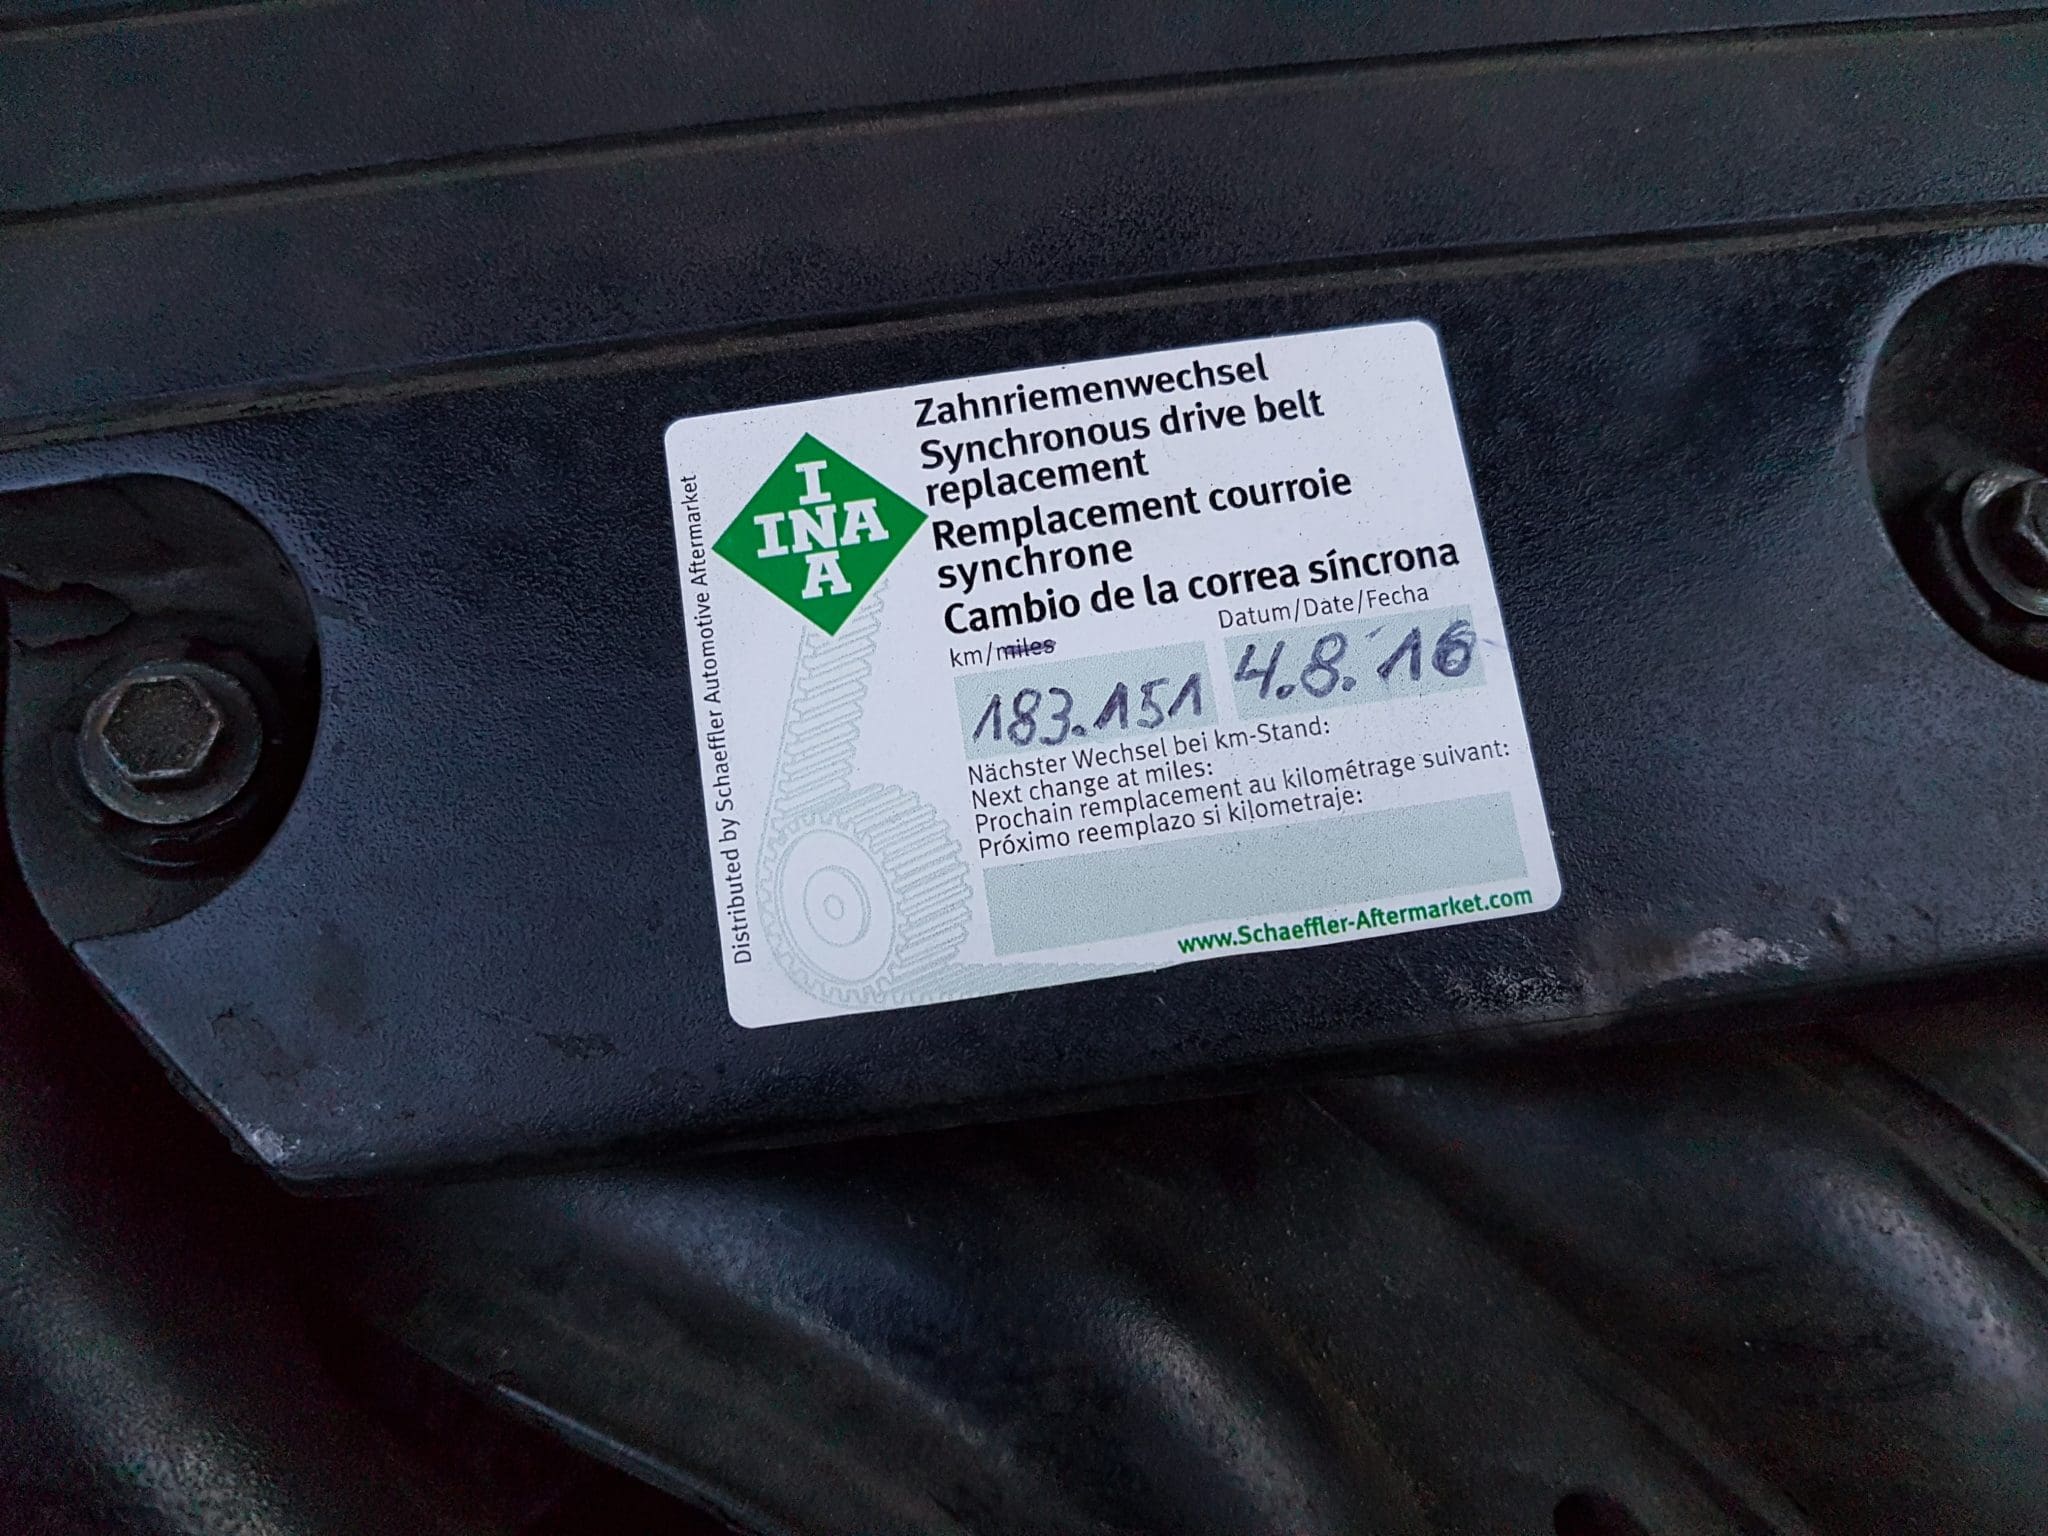 Distributed by Schaeffler Automotive Aftermarket
I
INA
A
Zahnriemenwechsel
Synchronous drive belt
replacement
Remplacement courroie
synchrone
Cambio de la correa síncrona
km/miles
Datum/Date/Fecha
183.151
4.8.16
Nächster Wechsel bei km-Stand:
Next change at miles:
Prochain remplacement au kilométrage suivant:
Próximo reemplazo si kilometraje:
www.Schaeffler-Aftermarket.com